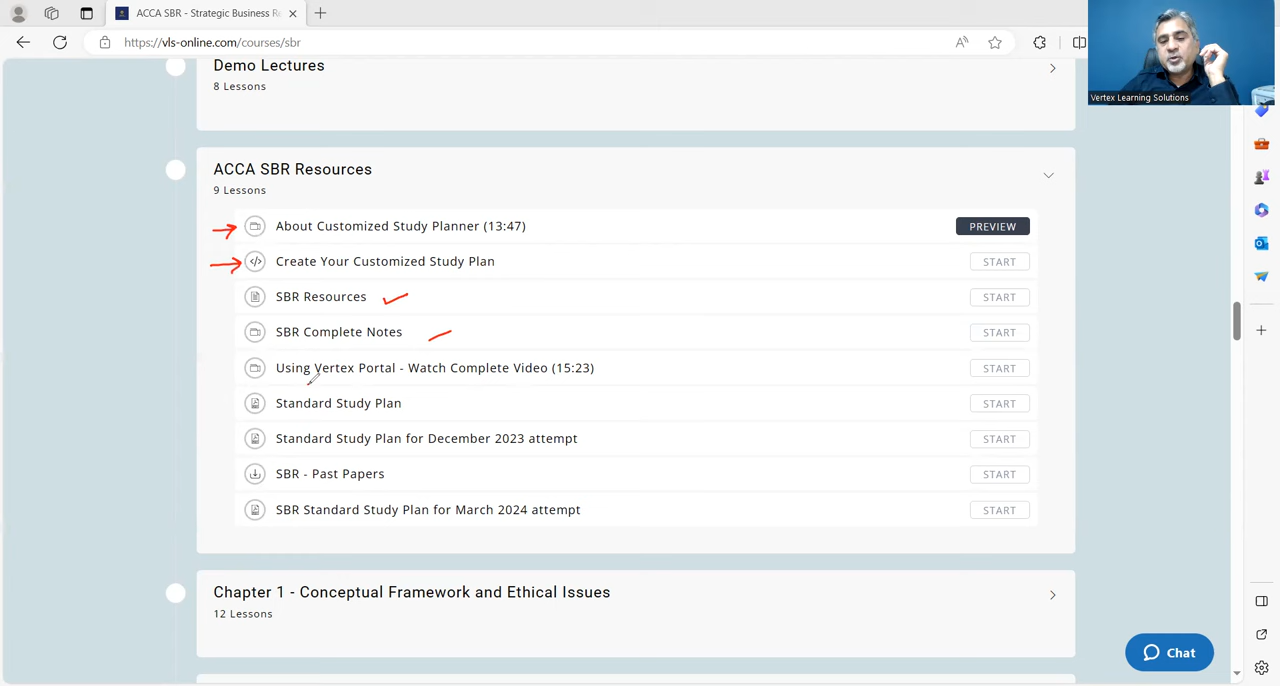 ACCA SBR - Strategic Business Re
https://vls-online.com/courses/sbr
Vertex Learning Solutions
Demo Lectures
8 Lessons
ACCA SBR Resources
9 Lessons
About Customized Study Planner (13:47)
PREVIEW
Create Your Customized Study Plan
START
SBR Resources
START
SBR Complete Notes
START
Using Vertex Portal - Watch Complete Video (15:23)
START
Standard Study Plan
START
Standard Study Plan for December 2023 attempt
START
SBR - Past Papers
START
SBR Standard Study Plan for March 2024 attempt
START
Chapter 1 - Conceptual Framework and Ethical Issues
12 Lessons
Chat